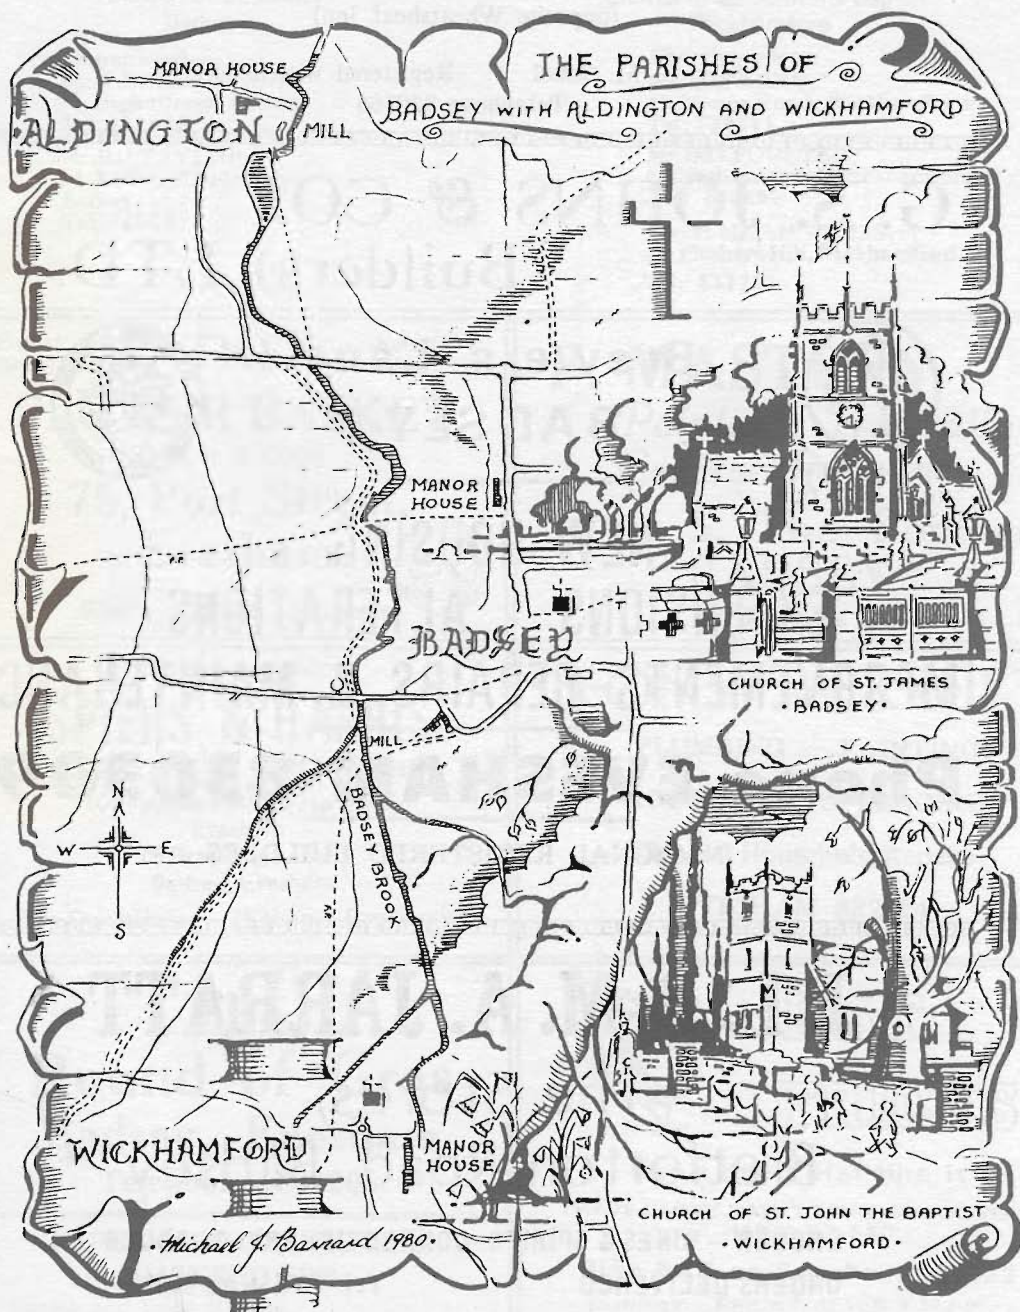 THE PARISHES OF
BADSEY WITH ALDINGTON AND WICKHAMFORD
MANOR HOUSE
ALDINGTON
MILL
MANOR
HOUSE
BADSEY
CHURCH OF ST. JAMES
· BADSEY ·
MILL
BADSEY BROOK
N
W E
S
WICKHAMFORD
MANOR
HOUSE
CHURCH OF ST. JOHN THE BAPTIST
· WICKHAMFORD ·
· Michael J. Barnard 1980 ·